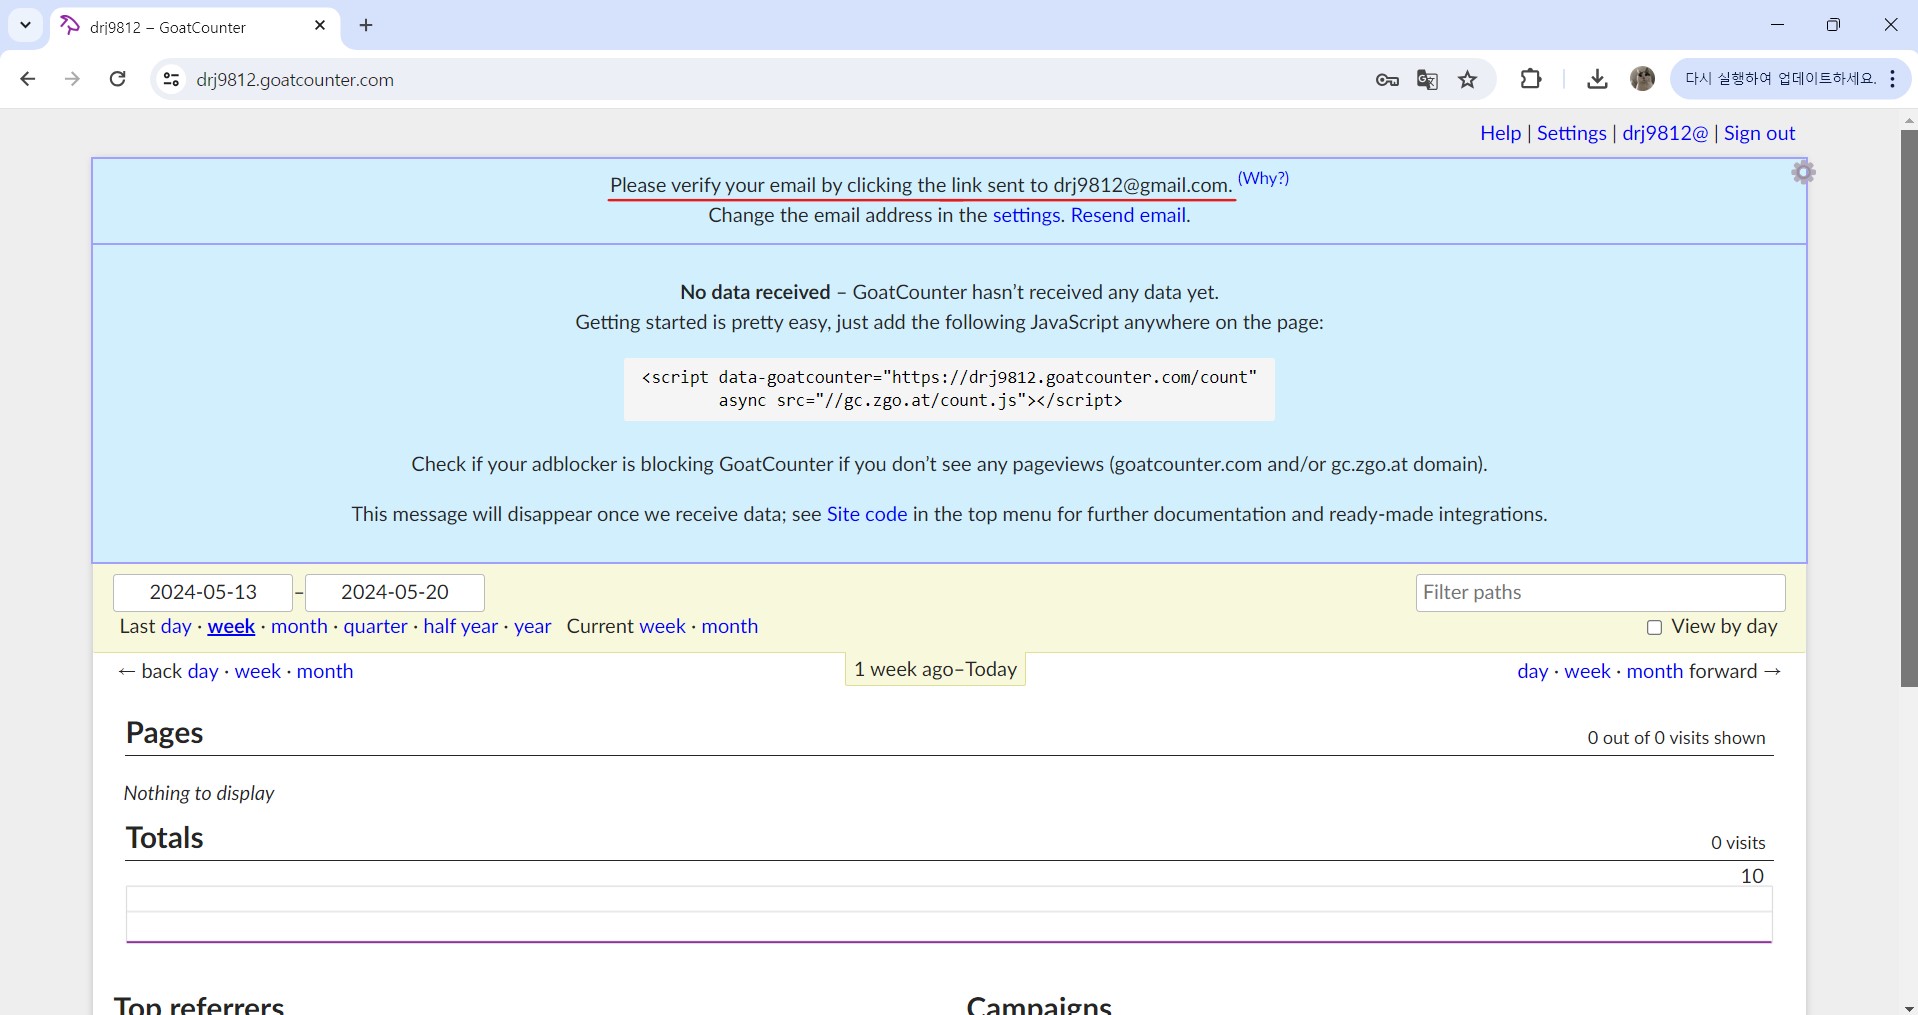 drj9812 – GoatCounter
drj9812.goatcounter.com
다시 실행하여 업데이트하세요.
Help | Settings | drj9812@ | Sign out
Please verify your email by clicking the link sent to drj9812@gmail.com. (Why?)
Change the email address in the settings. Resend email.
No data received – GoatCounter hasn’t received any data yet.
Getting started is pretty easy, just add the following JavaScript anywhere on the page:
<script data-goatcounter="https://drj9812.goatcounter.com/count"
async src="//gc.zgo.at/count.js"></script>
Check if your adblocker is blocking GoatCounter if you don’t see any pageviews (goatcounter.com and/or gc.zgo.at domain).
This message will disappear once we receive data; see Site code in the top menu for further documentation and ready-made integrations.
2024-05-13 – 2024-05-20
Filter paths
Last day · week · month · quarter · half year · year Current week · month
View by day
← back day · week · month
1 week ago–Today
day · week · month forward →
Pages
0 out of 0 visits shown
Nothing to display
Totals
0 visits
10
Top referrers
Campaigns